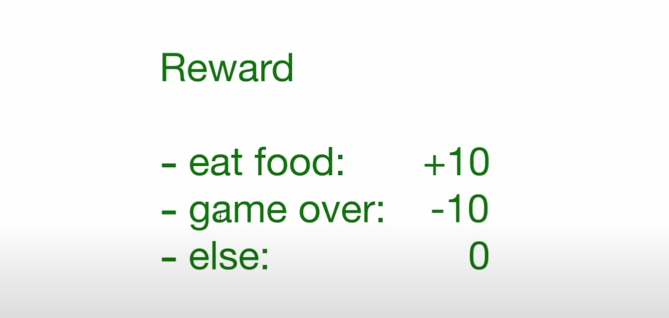 Reward
- eat food: +10
- game over: -10
- else: 0